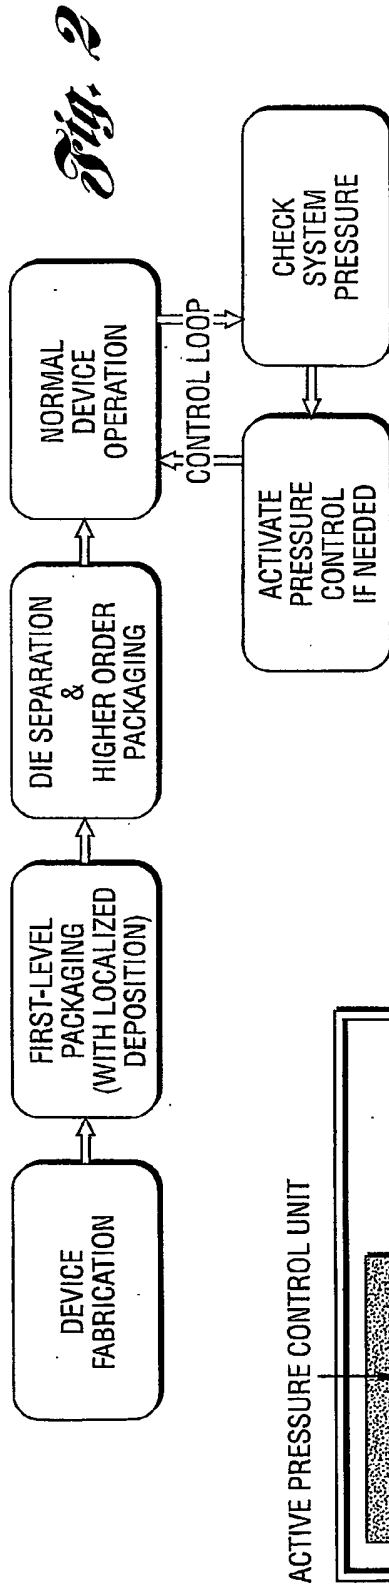 Fig. 2
DEVICE
FABRICATION
FIRST-LEVEL
PACKAGING
(WITH LOCALIZED
DEPOSITION)
DIE SEPARATION
&
HIGHER ORDER
PACKAGING
NORMAL
DEVICE
OPERATION
CONTROL LOOP
ACTIVATE
PRESSURE
CONTROL
IF NEEDED
CHECK
SYSTEM
PRESSURE
ACTIVE PRESSURE CONTROL UNIT